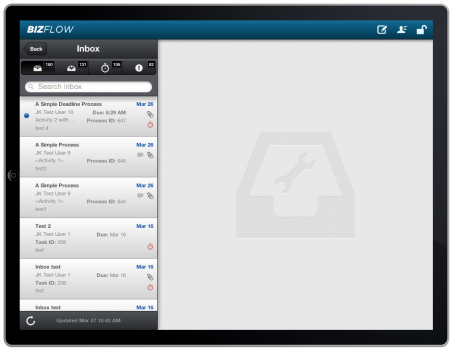 BIZFLOW
Back
Inbox
180
131
106
62
Search Inbox
A Simple Deadline Process Mar 26
JK Test User 10 Due: 6:29 AM
Activity 2 with ... Process ID: 647
test 4
A Simple Process Mar 26
JK Test User 9
<Activity 1> Process ID: 645
test2
A Simple Process Mar 26
JK Test User 9
<Activity 1> Process ID: 644
test1
Test 2 Mar 16
JK Test User 1 Due: Mar 16
Task ID: 259
test
Inbox test Mar 16
JK Test User 1 Due: Mar 16
Task ID: 258
test
Inbox test Mar 16
Updated Mar 27 10:42 AM